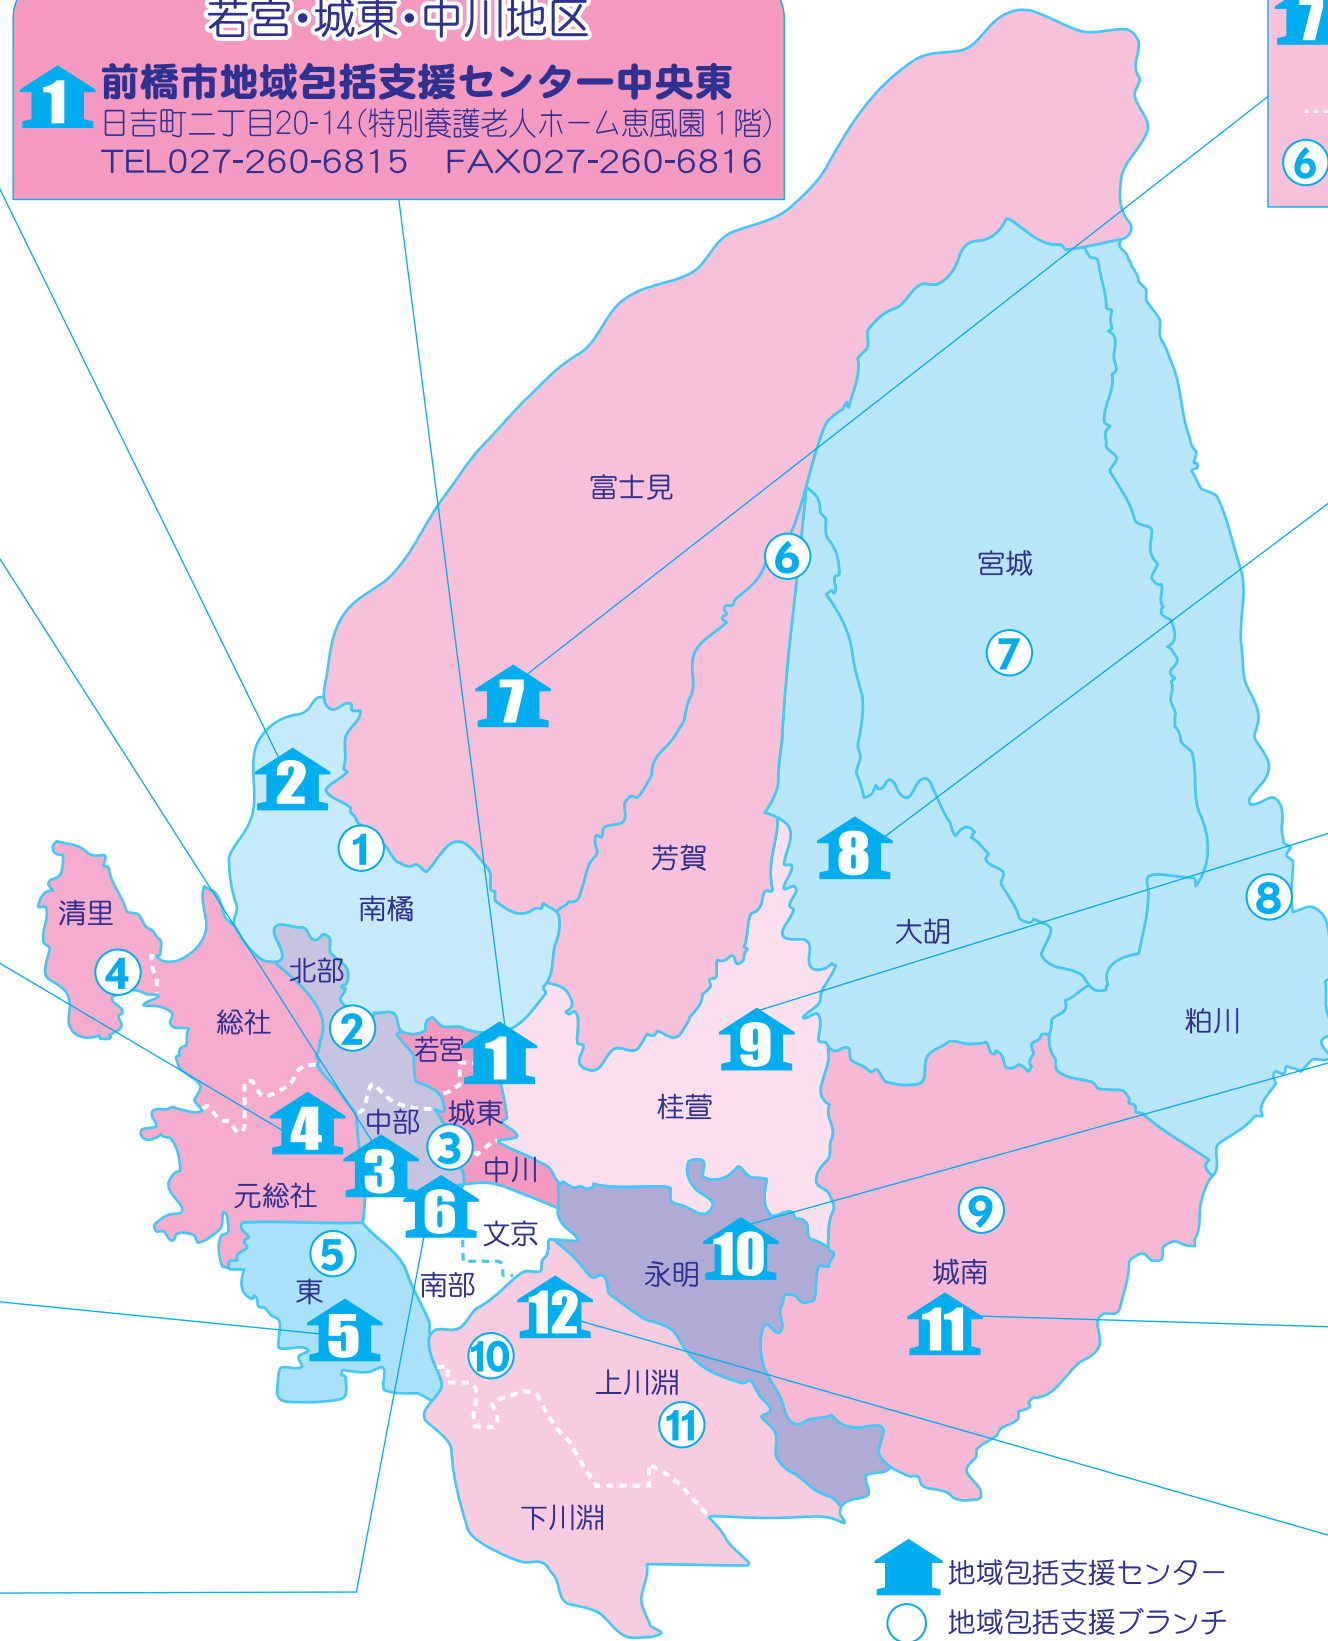 若宮・城東・中川地区
1 前橋市地域包括支援センター中央東
日吉町二丁目20-14(特別養護老人ホーム恵風園1階)
TEL027-260-6815 FAX027-260-6816
7
6
富士見
6
宮城
7
7
2
1
8
芳賀
南橘
清里
4
8
大胡
北部
総社
2
若宮
1
9
粕川
桂萱
4
中部
城東
3
3
中川
元総社
6
文京
9
5
東
南部
永明
10
城南
5
12
11
10
上川淵
11
下川淵
地域包括支援センター
地域包括支援ブランチ